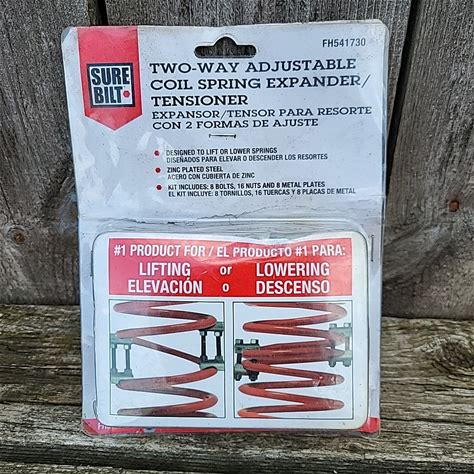 FH541730
SURE
BILT
TWO-WAY ADJUSTABLE
COIL SPRING EXPANDER/
TENSIONER
EXPANSOR/TENSOR PARA RESORTE
CON 2 FORMAS DE AJUSTE
• DESIGNED TO LIFT OR LOWER SPRINGS
DISEÑADOS PARA ELEVAR O DESCENDER LOS RESORTES
• ZINC PLATED STEEL
ACERO CON CUBIERTA DE ZINC
• KIT INCLUDES: 8 BOLTS, 16 NUTS AND 8 METAL PLATES
EL KIT INCLUYE: 8 TORNILLOS, 16 TUERCAS Y 8 PLACAS DE METAL
#1 PRODUCT FOR / EL PRODUCTO #1 PARA:
LIFTING or LOWERING
ELEVACIÓN o DESCENSO